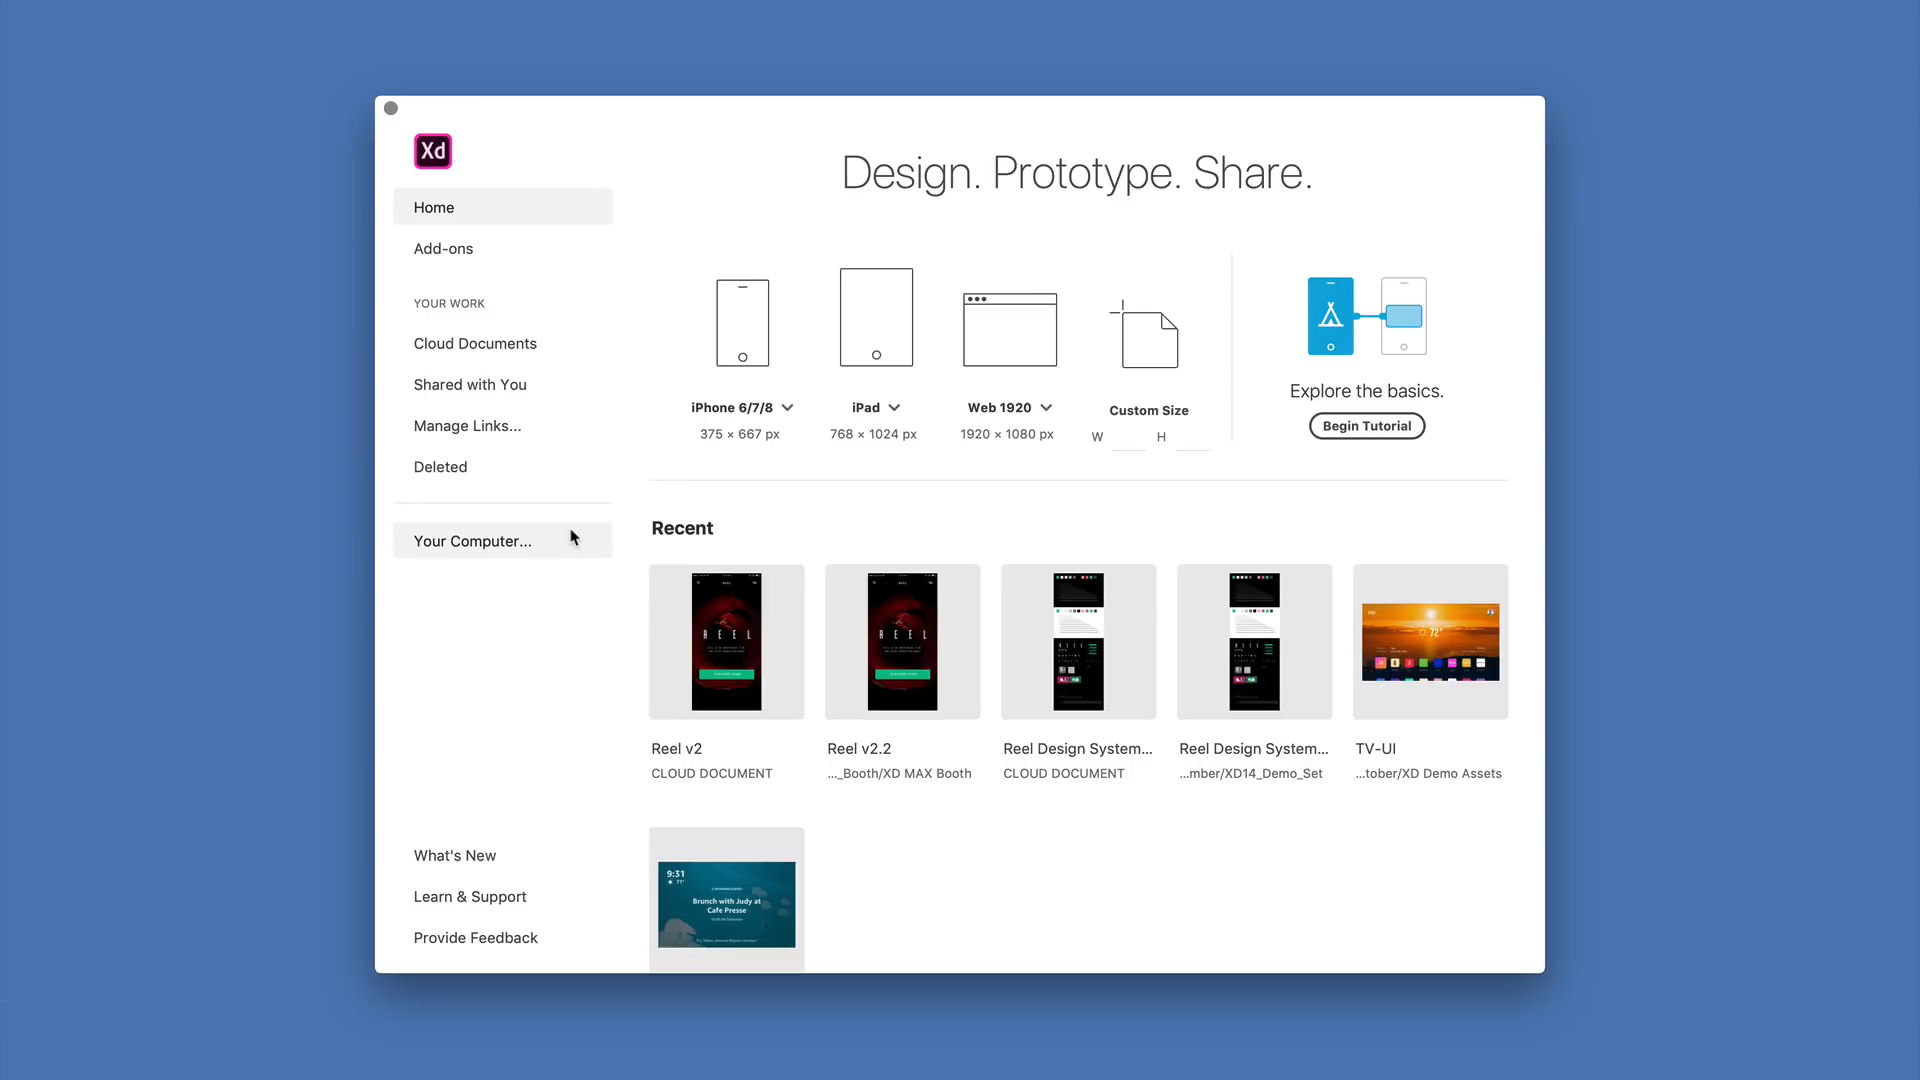 Xd
Home
Add-ons
YOUR WORK
Cloud Documents
Shared with You
Manage Links...
Deleted
Your Computer...
What's New
Learn & Support
Provide Feedback
Design. Prototype. Share.
iPhone 6/7/8
375 × 667 px
iPad
768 × 1024 px
Web 1920
1920 × 1080 px
Custom Size
W H
Explore the basics.
Begin Tutorial
Recent
REEL
REEL
72°
Reel v2
CLOUD DOCUMENT
Reel v2.2
..._Booth/XD MAX Booth
Reel Design System...
CLOUD DOCUMENT
Reel Design System...
...mber/XD14_Demo_Set
TV-UI
...tober/XD Demo Assets
9:31
71°
Brunch with Judy at
Cafe Presse